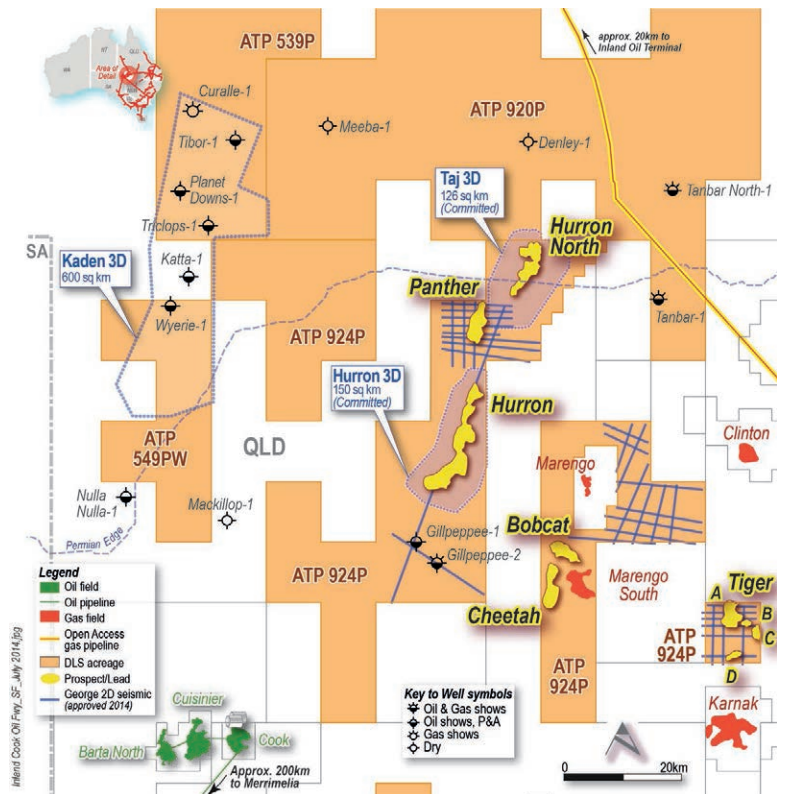 ATP 539P
approx. 20km to
Inland Oil Terminal
Area of
Detail
Curalle-1
Meeba-1
ATP 920P
Denley-1
Tibor-1
Planet
Downs-1
Taj 3D
126 sq km
(Committed)
Tanbar North-1
Triclops-1
Hurron
North
SA
Kaden 3D
600 sq km
Katta-1
Panther
Wyerie-1
Tanbar-1
ATP 924P
Hurron 3D
150 sq km
(Committed)
Hurron
ATP
549PW
QLD
Clinton
Marengo
Nulla
Nulla-1
Mackillop-1
Bobcat
Gillpeppee-1
Permian Edge
Gillpeppee-2
ATP 924P
Marengo
South
Cheetah
Tiger
A
B
C
D
ATP
924P
ATP
924P
Legend
Oil field
Oil pipeline
Gas field
Open Access
gas pipeline
DLS acreage
Prospect/Lead
George 2D seismic
(approved 2014)
Key to Well symbols
Oil & Gas shows
Oil shows, P&A
Gas shows
Dry
Karnak
Cuisinier
Barta North
Cook
Approx. 200km
to Merrimelia
0
20km
Inland Cook Oil Fwy_SF_July 2014.jpg